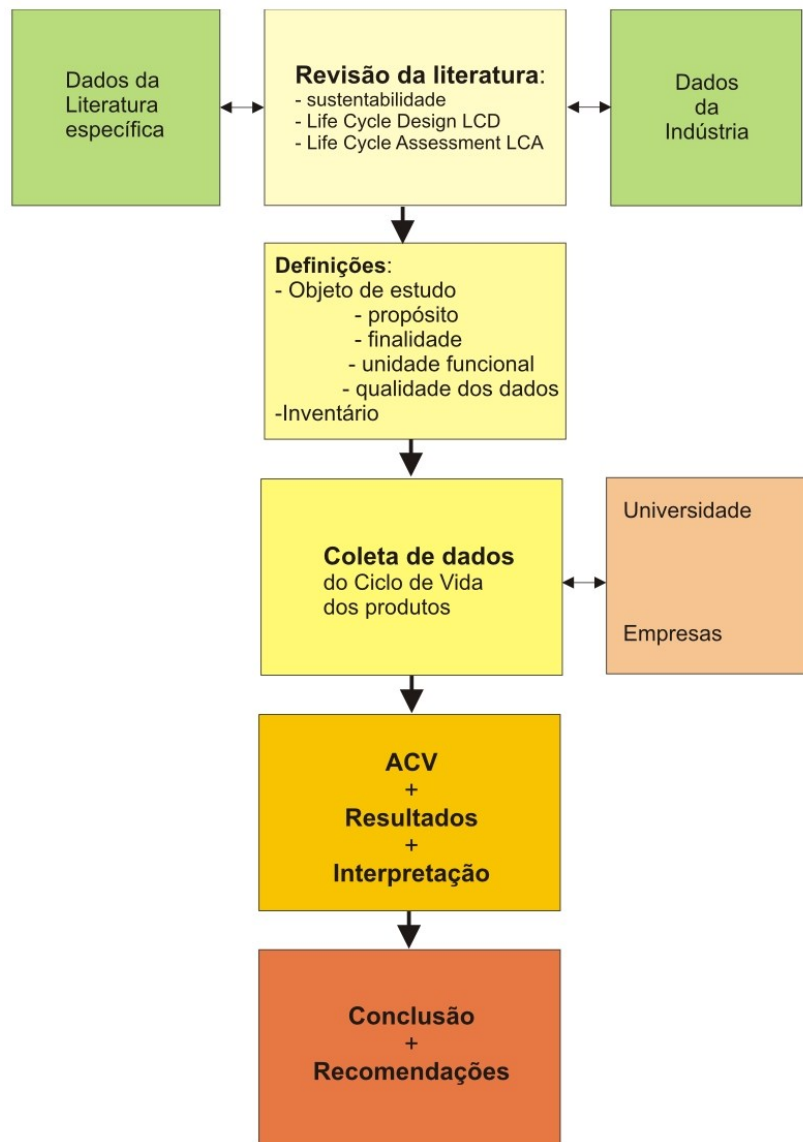 Dados da
Literatura
específica
Revisão da literatura:
- sustentabilidade
- Life Cycle Design LCD
- Life Cycle Assessment LCA
Dados
da
Indústria
Definições:
- Objeto de estudo
- propósito
- finalidade
- unidade funcional
- qualidade dos dados
-Inventário
Coleta de dados
do Ciclo de Vida
dos produtos
Universidade
Empresas
ACV
+
Resultados
+
Interpretação
Conclusão
+
Recomendações